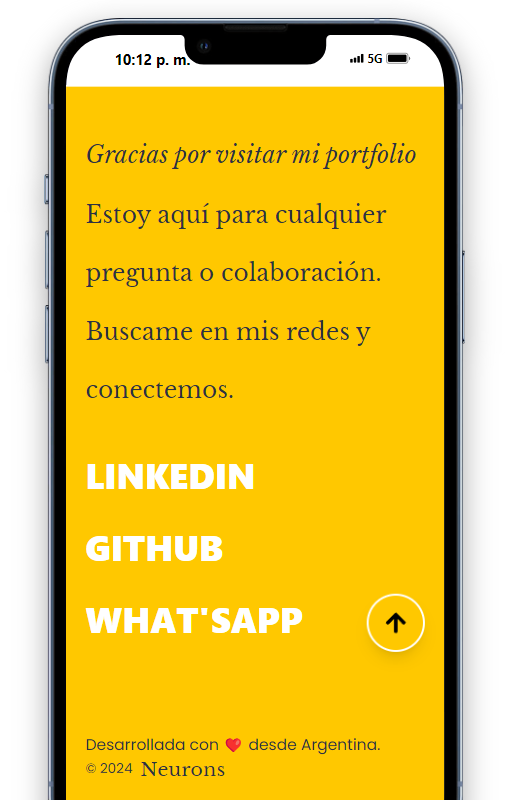 10:12 p. m.
5G
Gracias por visitar mi portfolio
Estoy aquí para cualquier
pregunta o colaboración.
Buscame en mis redes y
conectemos.
LINKEDIN
GITHUB
WHAT'SAPP
Desarrollada con ❤️ desde Argentina.
© 2024 Neurons